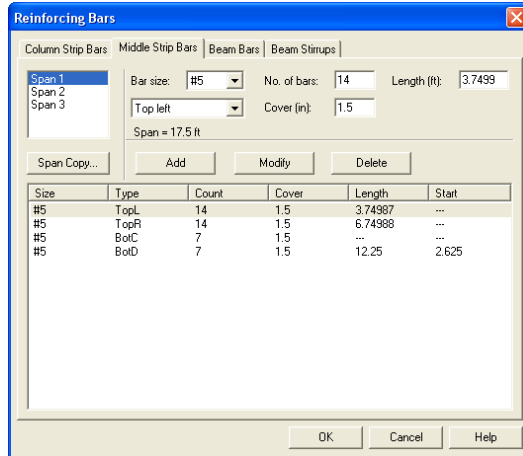 Reinforcing Bars
Column Strip Bars Middle Strip Bars Beam Bars Beam Stirrups
Span 1
Span 2
Span 3
Bar size: #5 No. of bars: 14 Length (ft): 3.7499
Top left Cover (in): 1.5
Span = 17.5 ft
Span Copy... Add Modify Delete
Size Type Count Cover Length Start
#5 TopL 14 1.5 3.74987 ---
#5 TopR 14 1.5 6.74988 ---
#5 BotC 7 1.5 --- ---
#5 BotD 7 1.5 12.25 2.625
OK Cancel Help